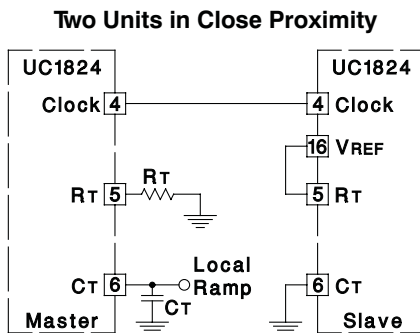 Two Units in Close Proximity
UC1824 UC1824
Clock 4 4 Clock
16 VREF
RT 5 RT 5 RT
CT 6 Local Ramp 6 CT
CT
Master Slave